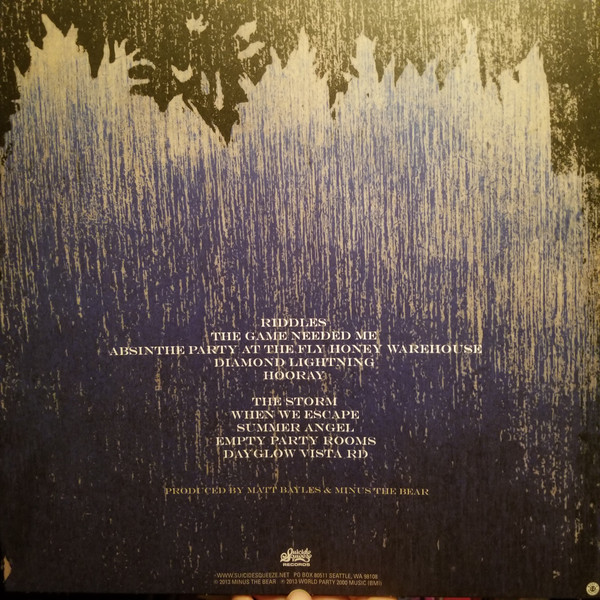 RIDDLES
THE GAME NEEDED ME
ABSINTHE PARTY AT THE FLY HONEY WAREHOUSE
DIAMOND LIGHTNING
HOORAY
THE STORM
WHEN WE ESCAPE
SUMMER ANGEL
EMPTY PARTY ROOMS
DAYGLOW VISTA RD
PRODUCED BY MATT BAYLES & MINUS THE BEAR
Suicide
Squeeze
RECORDS
WWW.SUICIDESQUEEZE.NET PO BOX 80511 SEATTLE, WA 98108
© 2013 MINUS THE BEAR ℗ 2013 WORLD PARTY 2000 MUSIC (BMI)